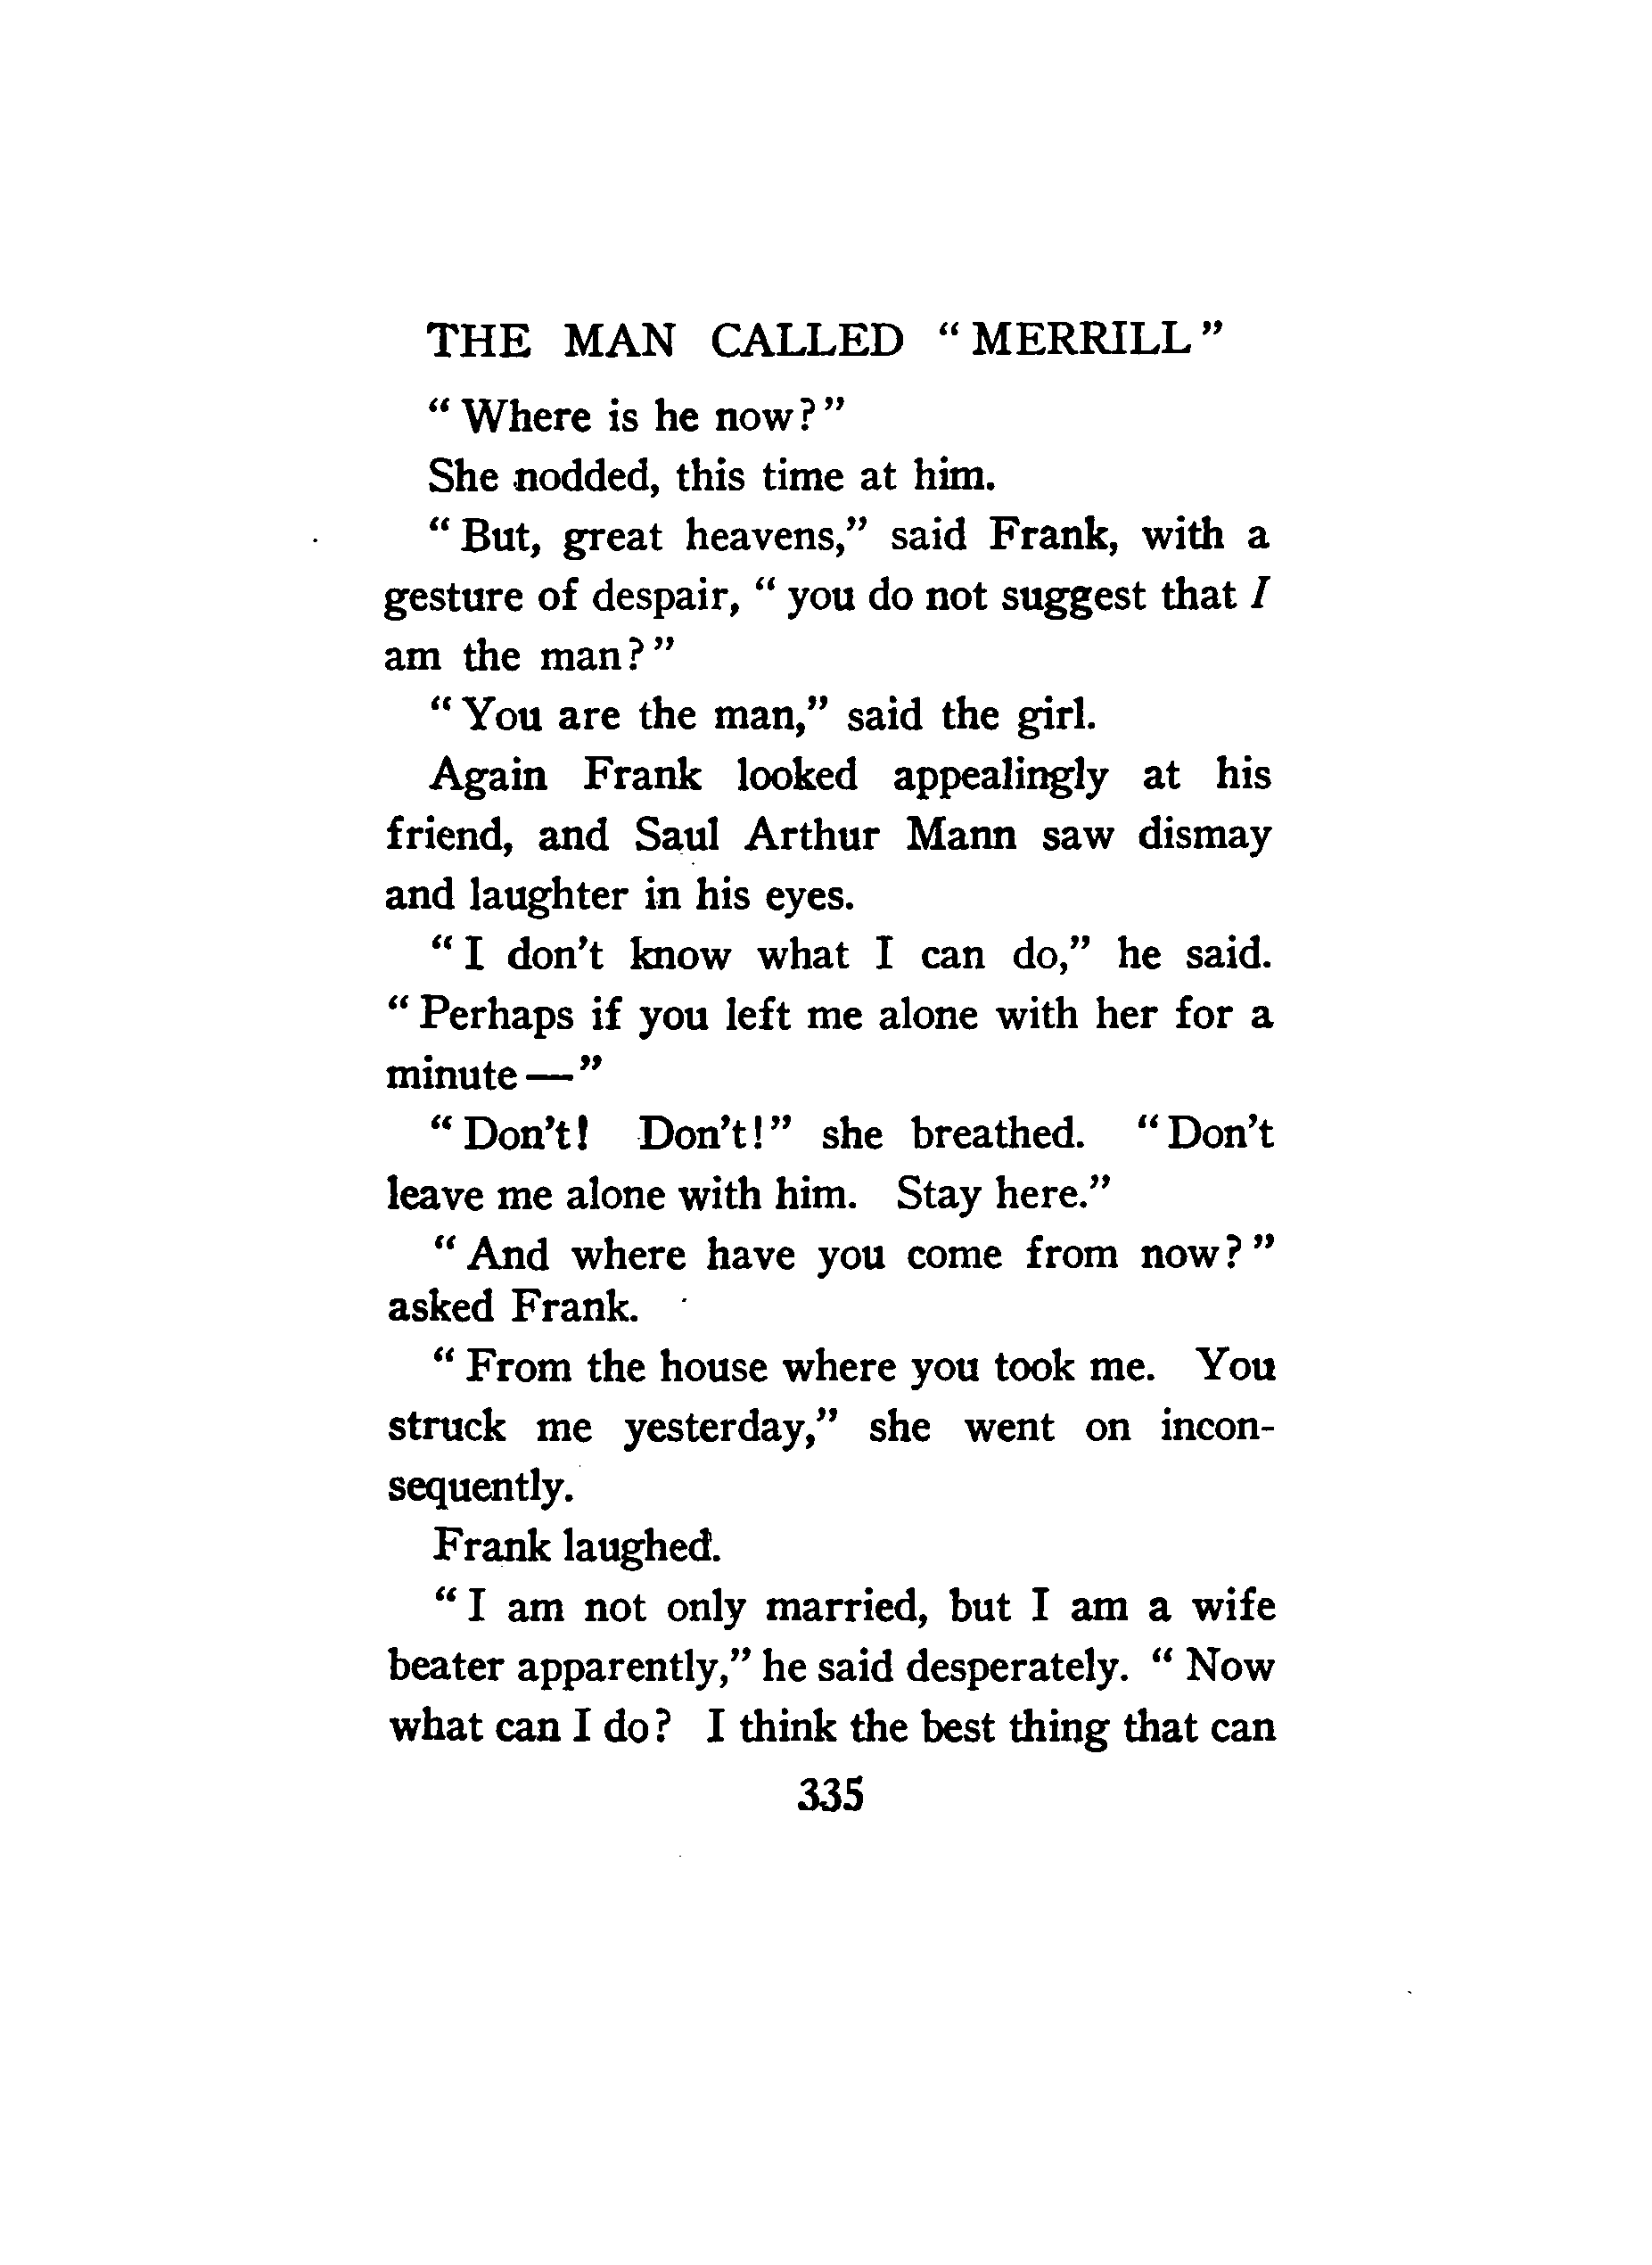 THE MAN CALLED “ MERRILL ”
“ Where is he now? ”
She nodded, this time at him.
“ But, great heavens,” said Frank, with a
gesture of despair, “ you do not suggest that I
am the man? ”
“ You are the man,” said the girl.
Again Frank looked appealingly at his
friend, and Saul Arthur Mann saw dismay
and laughter in his eyes.
“ I don't know what I can do,” he said.
“ Perhaps if you left me alone with her for a
minute — ”
“ Don't! Don't! ” she breathed. “ Don't
leave me alone with him. Stay here.”
“ And where have you come from now? ”
asked Frank.
“ From the house where you took me. You
struck me yesterday,” she went on incon-
sequently.
Frank laughed.
“ I am not only married, but I am a wife
beater apparently,” he said desperately. “ Now
what can I do? I think the best thing that can
335